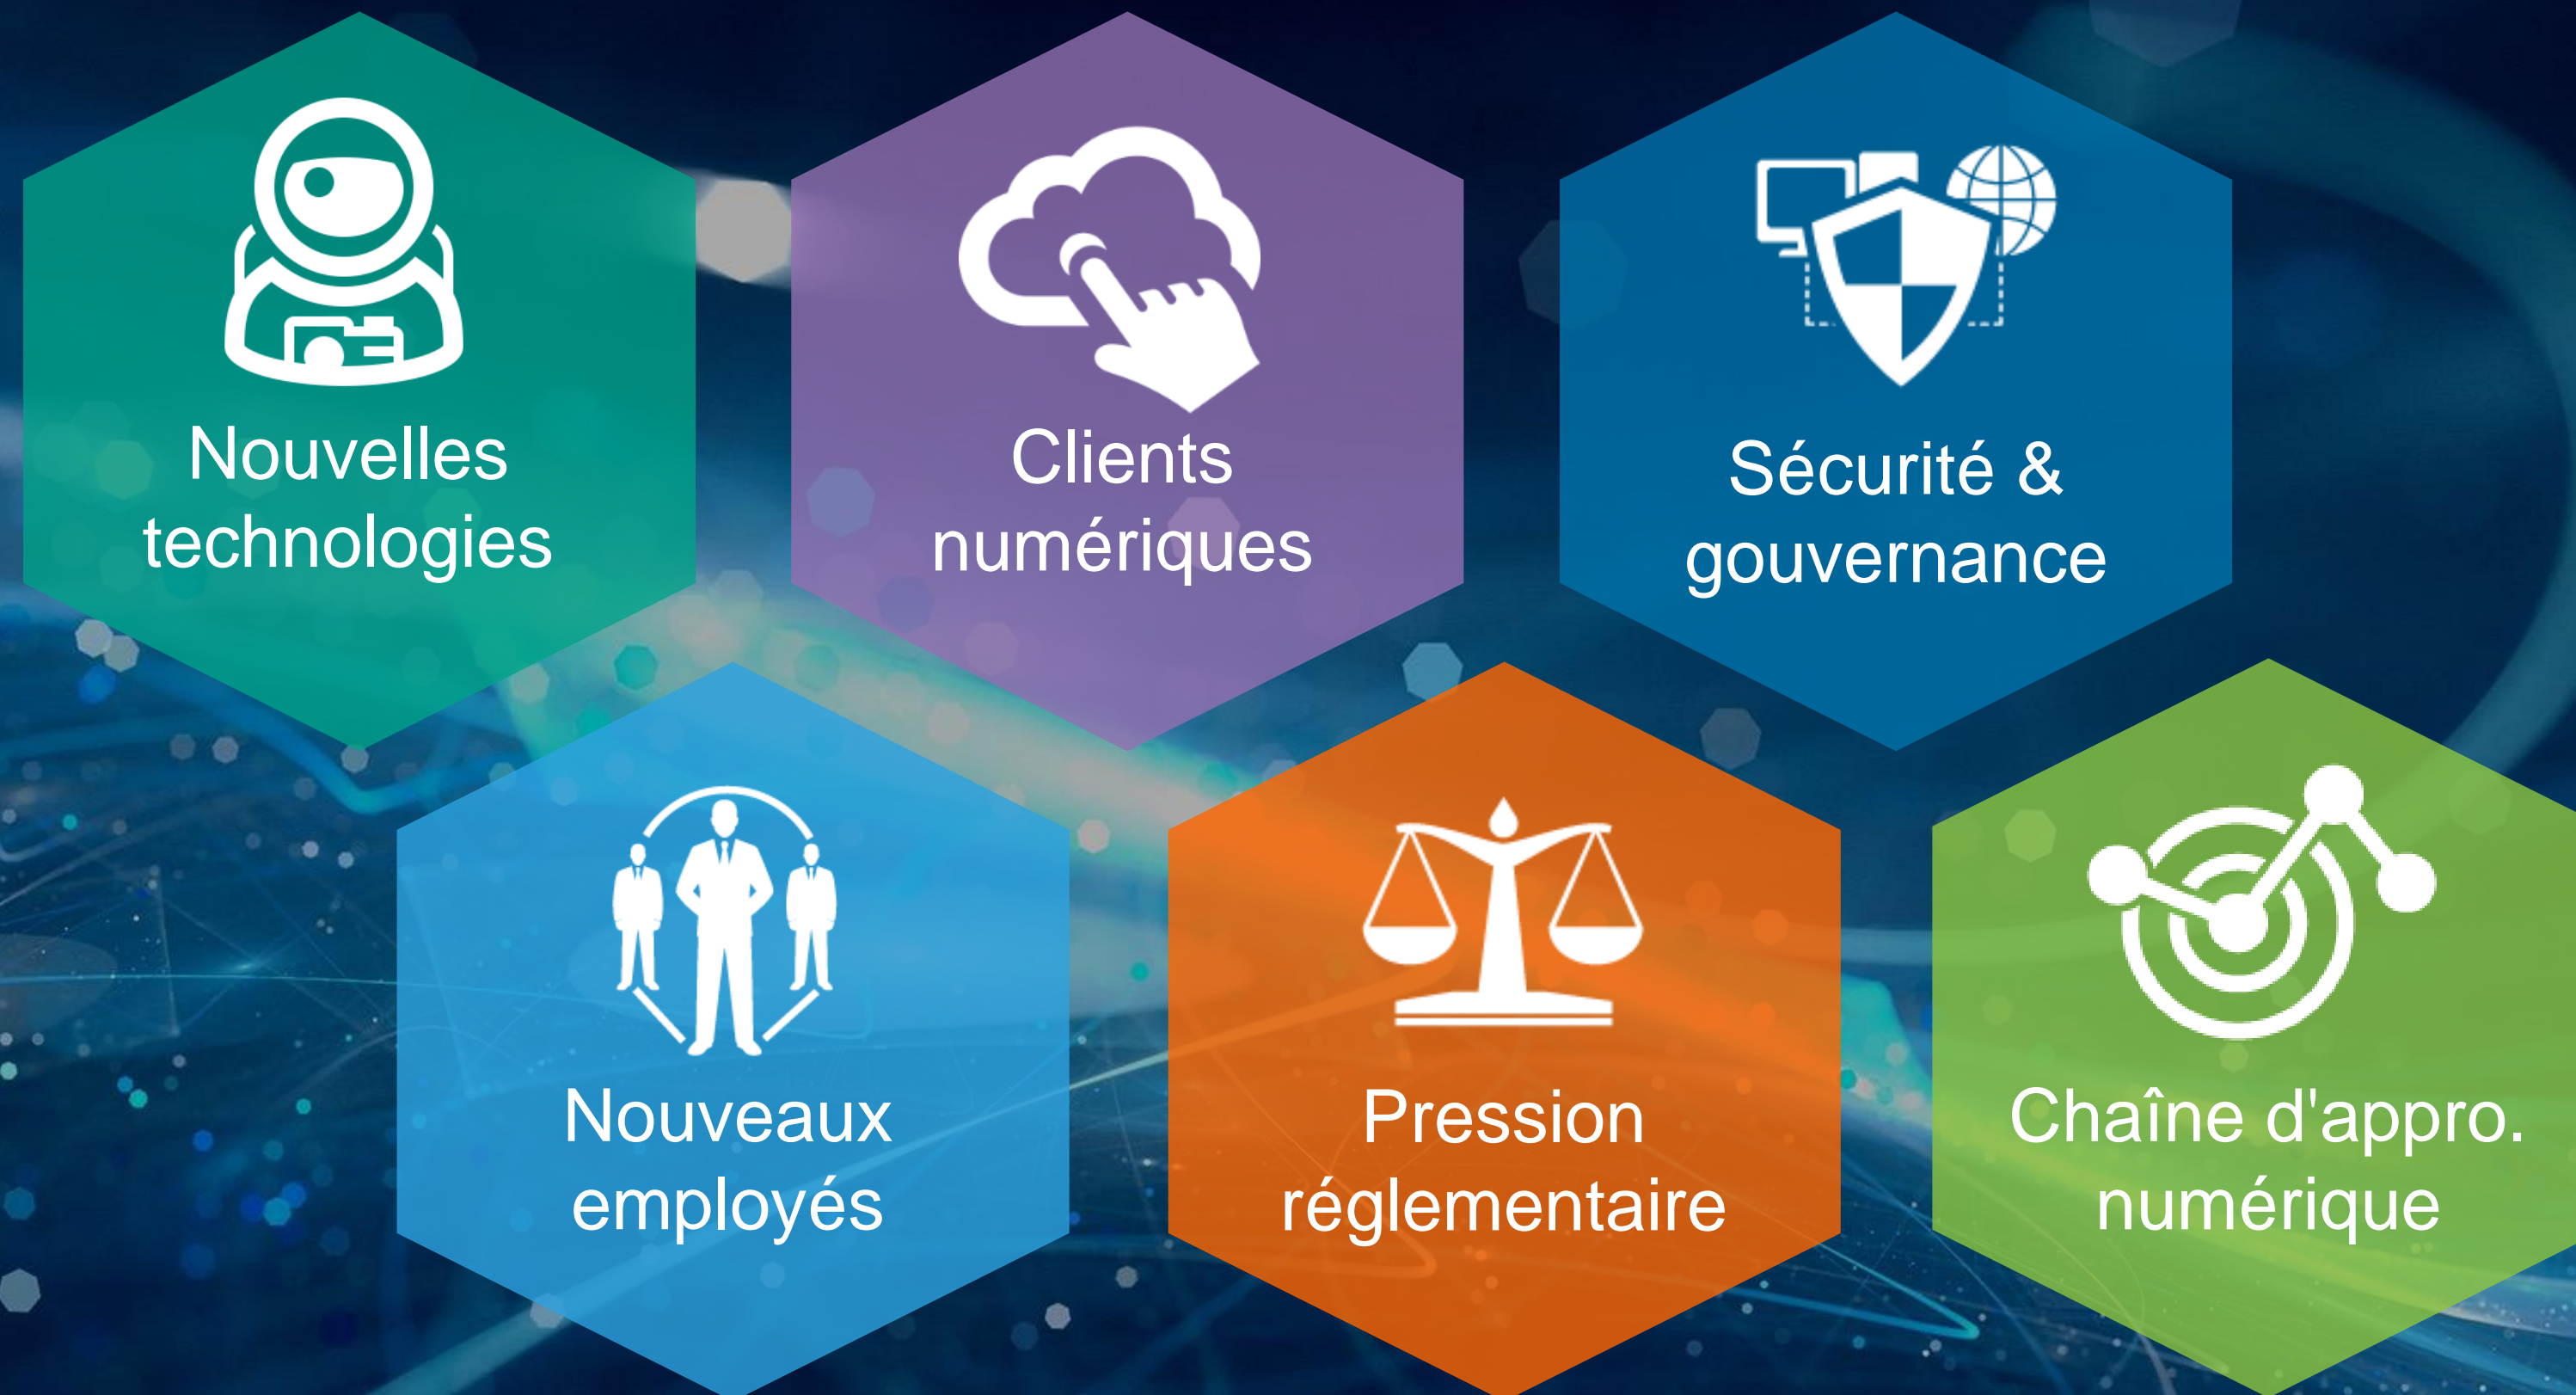 Nouvelles
technologies
Clients
numériques
Sécurité &
gouvernance
Nouveaux
employés
Pression
réglementaire
Chaîne d'appro.
numérique